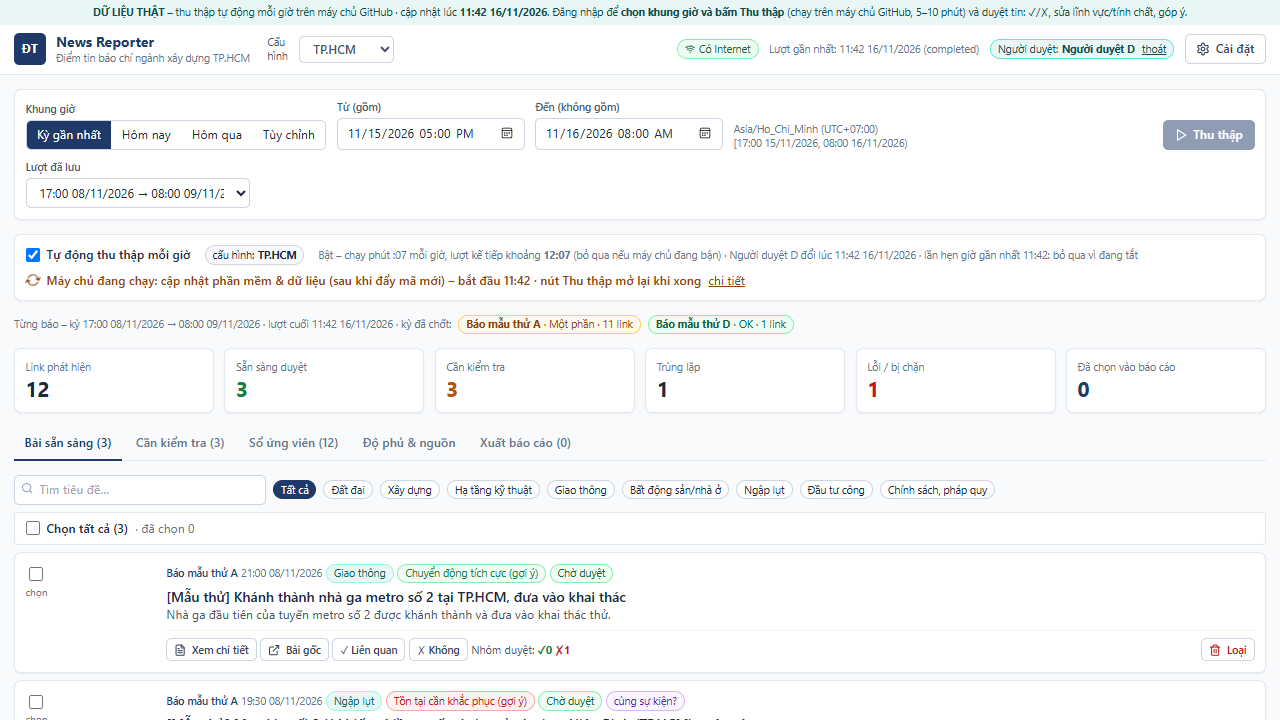 DỮ LIỆU THẬT – thu thập tự động mỗi giờ trên máy chủ GitHub · cập nhật lúc 11:42 16/11/2026. Đăng nhập để chọn khung giờ và bấm Thu thập (chạy trên máy chủ GitHub, 5–10 phút) và duyệt tin: ✓/✗, sửa lĩnh vực/tính chất, góp ý.
ĐT
News Reporter
Điểm tin báo chí ngành xây dựng TP.HCM
Cấu hình
TP.HCM
Có Internet
Lượt gần nhất: 11:42 16/11/2026 (completed)
Người duyệt: Người duyệt D thoát
Cài đặt
Khung giờ
Kỳ gần nhất
Hôm nay
Hôm qua
Tùy chỉnh
Từ (gồm)
11/15/2026 05:00 PM
Đến (không gồm)
11/16/2026 08:00 AM
Asia/Ho_Chi_Minh (UTC+07:00)
[17:00 15/11/2026, 08:00 16/11/2026)
Thu thập
Lượt đã lưu
17:00 08/11/2026 → 08:00 09/11/2
Tự động thu thập mỗi giờ
cấu hình: TP.HCM
Bật – chạy phút :07 mỗi giờ, lượt kế tiếp khoảng 12:07 (bỏ qua nếu máy chủ đang bận) · Người duyệt D đổi lúc 11:42 16/11/2026 · lần hẹn giờ gần nhất 11:42: bỏ qua vì đang tắt
Máy chủ đang chạy: cập nhật phần mềm & dữ liệu (sau khi đẩy mã mới) – bắt đầu 11:42 · nút Thu thập mở lại khi xong chi tiết
Từng báo – kỳ 17:00 08/11/2026 → 08:00 09/11/2026 · lượt cuối 11:42 16/11/2026 · kỳ đã chốt:
Báo mẫu thử A · Một phần · 11 link
Báo mẫu thử D · OK · 1 link
Link phát hiện
12
Sẵn sàng duyệt
3
Cần kiểm tra
3
Trùng lặp
1
Lỗi / bị chặn
1
Đã chọn vào báo cáo
0
Bài sẵn sàng (3)
Cần kiểm tra (3)
Sổ ứng viên (12)
Độ phủ & nguồn
Xuất báo cáo (0)
Tìm tiêu đề...
Tất cả
Đất đai
Xây dựng
Hạ tầng kỹ thuật
Giao thông
Bất động sản/nhà ở
Ngập lụt
Đầu tư công
Chính sách, pháp quy
Chọn tất cả (3) · đã chọn 0
chọn
Báo mẫu thử A 21:00 08/11/2026 Giao thông Chuyển động tích cực (gợi ý) Chờ duyệt
[Mẫu thử] Khánh thành nhà ga metro số 2 tại TP.HCM, đưa vào khai thác
Nhà ga đầu tiên của tuyến metro số 2 được khánh thành và đưa vào khai thác thử.
Xem chi tiết
Bài gốc
✓ Liên quan
✗ Không
Nhóm duyệt: ✓0 ✗1
Loại
Báo mẫu thử A 19:30 08/11/2026 Ngập lụt Tồn tại cần khắc phục (gợi ý) Chờ duyệt cùng sự kiện?